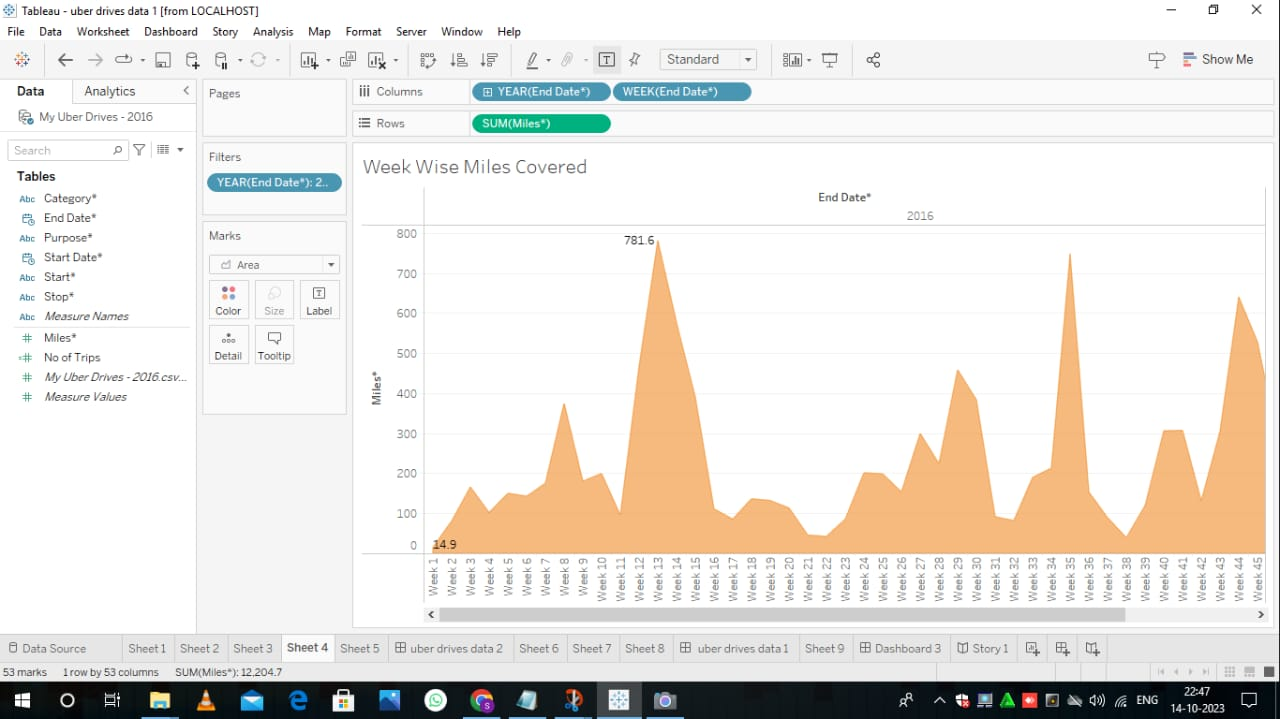 Tableau - uber drives data 1 [from LOCALHOST]
File Data Worksheet Dashboard Story Analysis Map Format Server Window Help
Standard
Show Me
Data Analytics
My Uber Drives - 2016
Search
Tables
Abc Category*
End Date*
Abc Purpose*
Start Date*
Abc Start*
Abc Stop*
Abc Measure Names
# Miles*
# No of Trips
# My Uber Drives - 2016.csv...
# Measure Values
Pages
Filters
YEAR(End Date*): 2..
Marks
Area
Color Size Label
Detail Tooltip
Columns YEAR(End Date*) WEEK(End Date*)
Rows SUM(Miles*)
Week Wise Miles Covered
End Date*
2016
Miles*
800
700
600
500
400
300
200
100
0
781.6
14.9
Week 1
Week 2
Week 3
Week 4
Week 5
Week 6
Week 7
Week 8
Week 9
Week 10
Week 11
Week 12
Week 13
Week 14
Week 15
Week 16
Week 17
Week 18
Week 19
Week 20
Week 21
Week 22
Week 23
Week 24
Week 25
Week 26
Week 27
Week 28
Week 29
Week 30
Week 31
Week 32
Week 33
Week 34
Week 35
Week 36
Week 37
Week 38
Week 39
Week 40
Week 41
Week 42
Week 43
Week 44
Week 45
Data Source Sheet 1 Sheet 2 Sheet 3 Sheet 4 Sheet 5 uber drives data 2 Sheet 6 Sheet 7 Sheet 8 uber drives data 1 Sheet 9 Dashboard 3 Story 1
53 marks 1 row by 53 columns SUM(Miles*): 12,204.7
ENG
22:47
14-10-2023